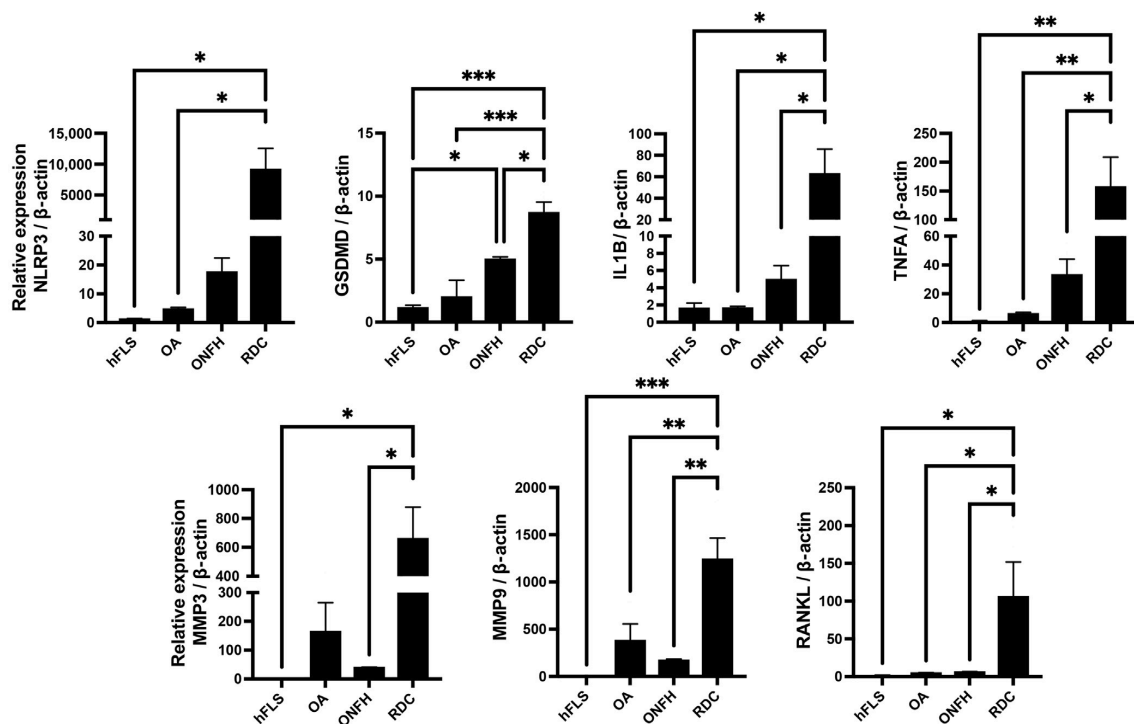 *
*
Relative expression
NLRP3 / β-actin
15,000
10,000
5000
30
20
10
0
hFLS
OA
ONFH
RDC
***
***
*
*
GSDMD / β-actin
15
10
5
0
hFLS
OA
ONFH
RDC
*
*
*
IL1B/ β-actin
100
80
60
40
20
8
6
4
2
0
hFLS
OA
ONFH
RDC
**
**
*
TNFA / β-actin
250
200
150
100
60
40
20
0
hFLS
OA
ONFH
RDC
*
*
Relative expression
MMP3 / β-actin
1000
800
600
400
300
200
100
0
hFLS
OA
ONFH
RDC
***
**
**
MMP9 / β-actin
2000
1500
1000
500
0
hFLS
OA
ONFH
RDC
*
*
*
RANKL / β-actin
250
200
150
100
50
0
hFLS
OA
ONFH
RDC